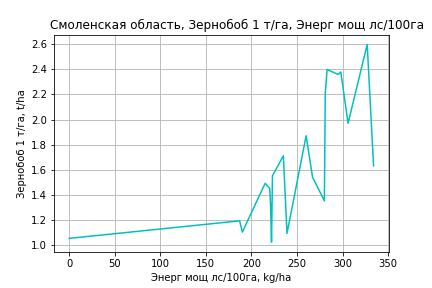 Смоленская область, Зернобоб 1 т/га, Энерг мощ лс/100га
Зернобоб 1 т/га, t/ha
2.6
2.4
2.2
2.0
1.8
1.6
1.4
1.2
1.0
0 50 100 150 200 250 300 350
Энерг мощ лс/100га, kg/ha